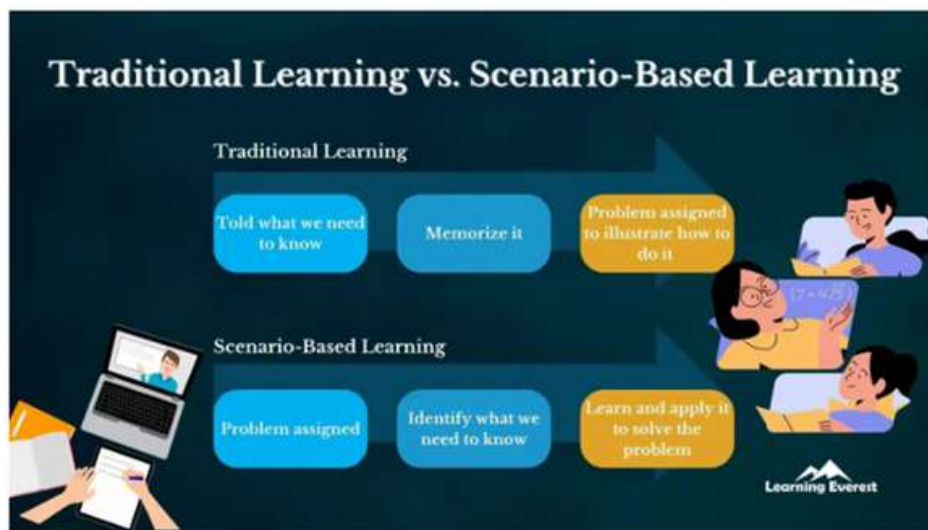 Traditional Learning vs. Scenario-Based Learning
Traditional Learning
Told what we need
to know
Memorize it
Problem assigned
to illustrate how to
do it
Scenario-Based Learning
Problem assigned
Identify what we
need to know
Learn and apply it
to solve the
problem
Learning Everest